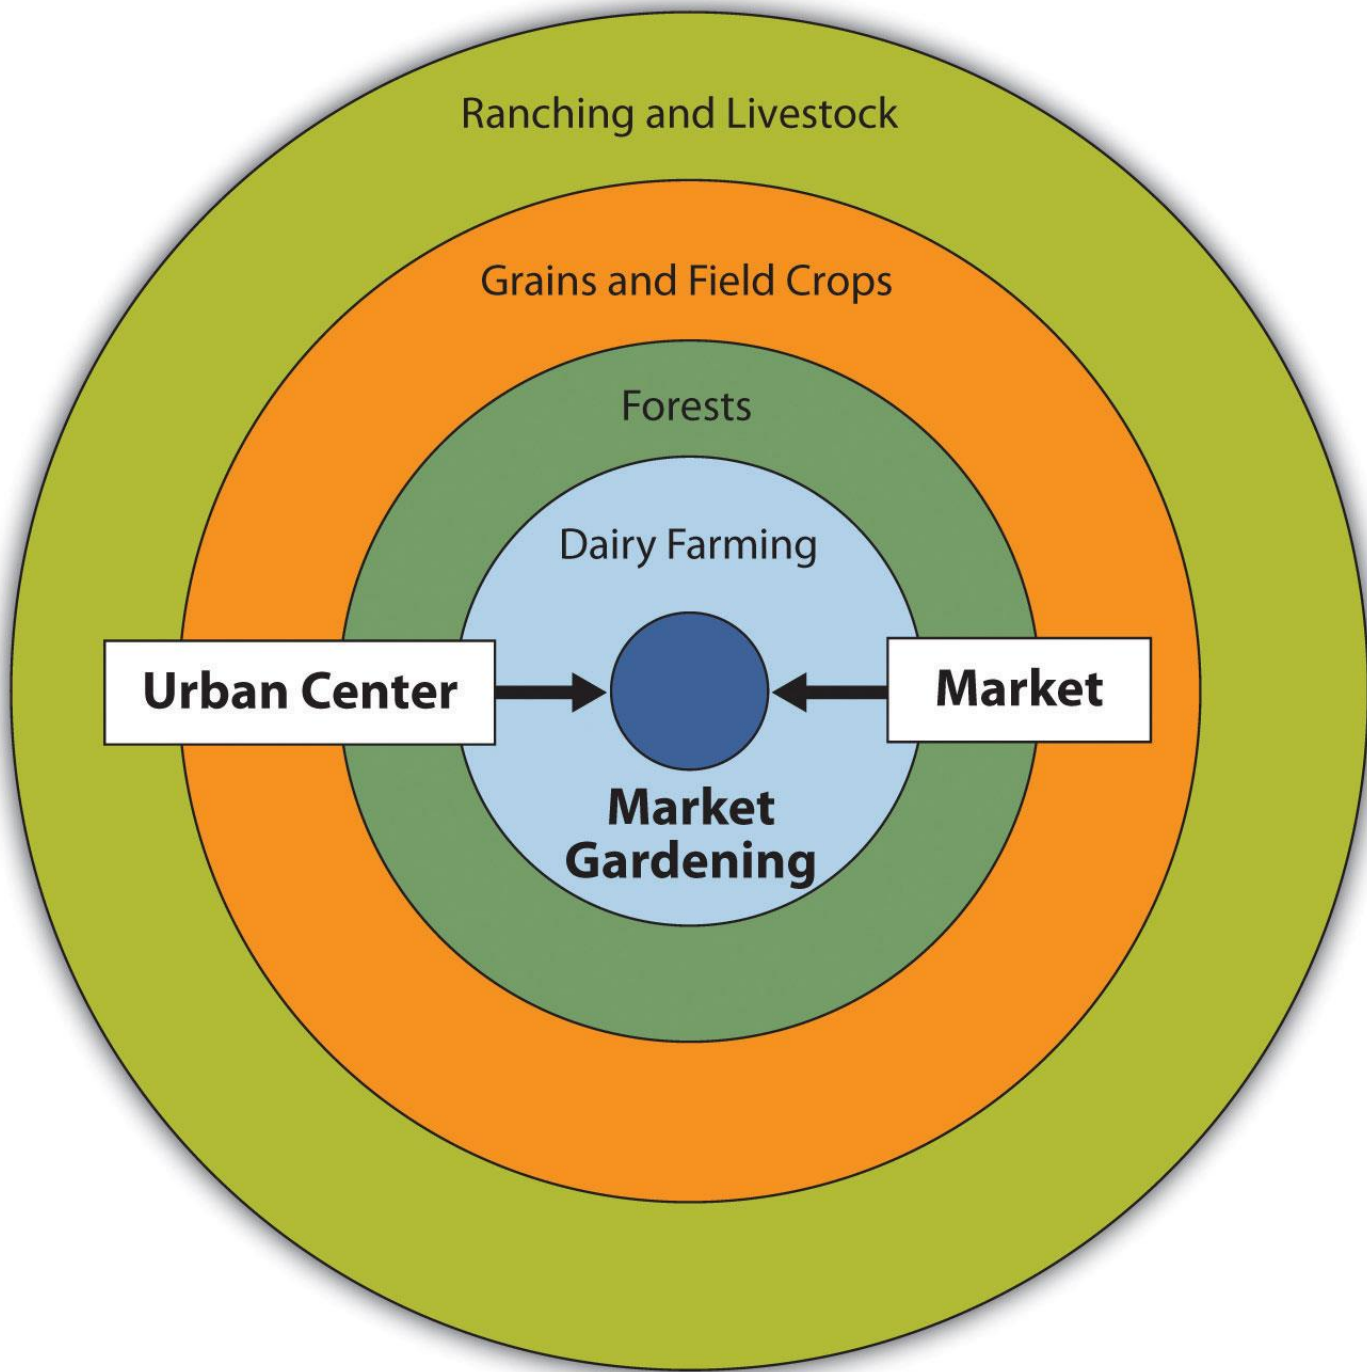 Ranching and Livestock
Grains and Field Crops
Forests
Dairy Farming
Urban Center
Market
Market
Gardening